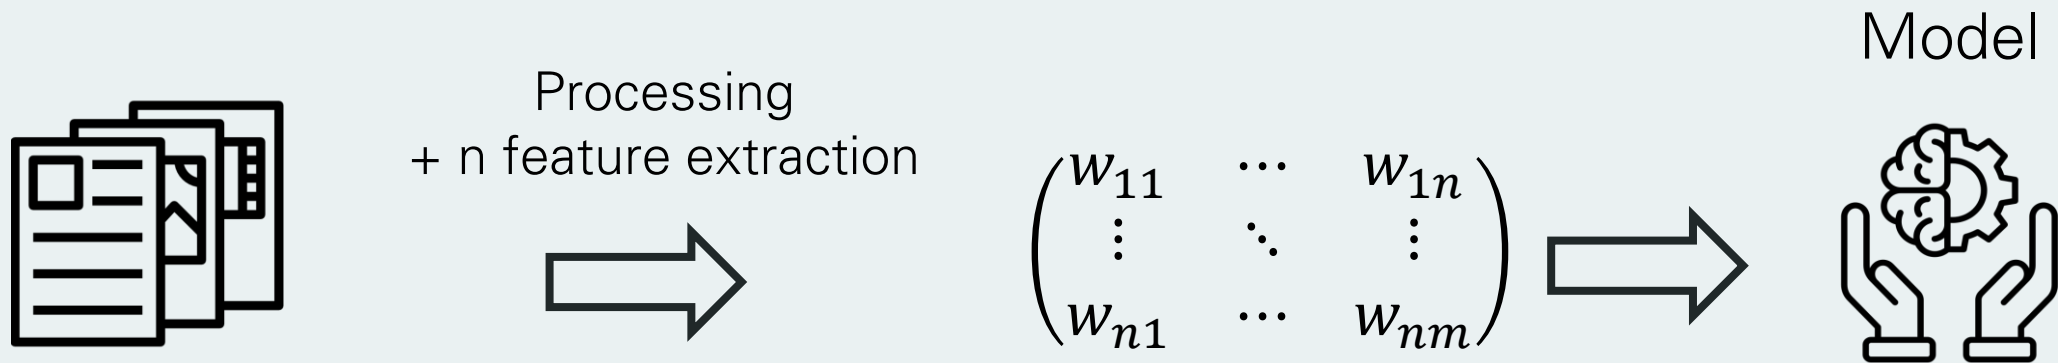 Processing
+ n feature extraction
w₁₁ ⋯ w₁ₙ
⋮ ⋱ ⋮
wₙ₁ ⋯ wₙₘ
Model